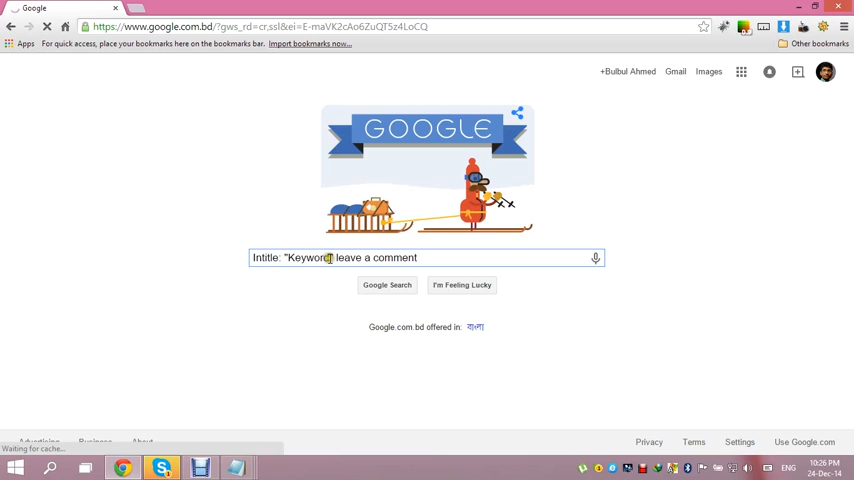 Google
https://www.google.com.bd/?gws_rd=cr,ssl&ei=E-maVK2cAo6ZuQT5z4LoCQ
Apps For quick access, place your bookmarks here on the bookmarks bar. Import bookmarks now... Other bookmarks
+Bulbul Ahmed Gmail Images
GOOGLE
Intitle: "Keyword" leave a comment
Google Search I'm Feeling Lucky
Google.com.bd offered in: বাংলা
Advertising Business About Privacy Terms Settings Use Google.com
Waiting for cache...
ENG 10:26 PM
24-Dec-14